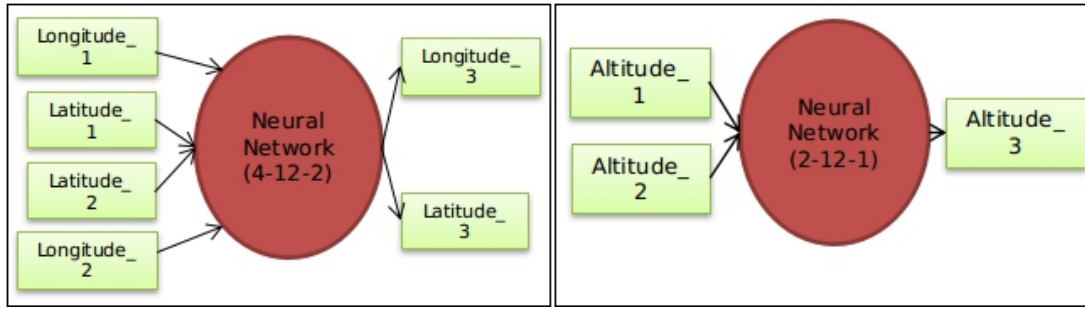 Longitude_
1
Latitude_
1
Latitude_
2
Longitude_
2
Neural
Network
(4-12-2)
Longitude_
3
Latitude_
3
Altitude_
1
Altitude_
2
Neural
Network
(2-12-1)
Altitude_
3